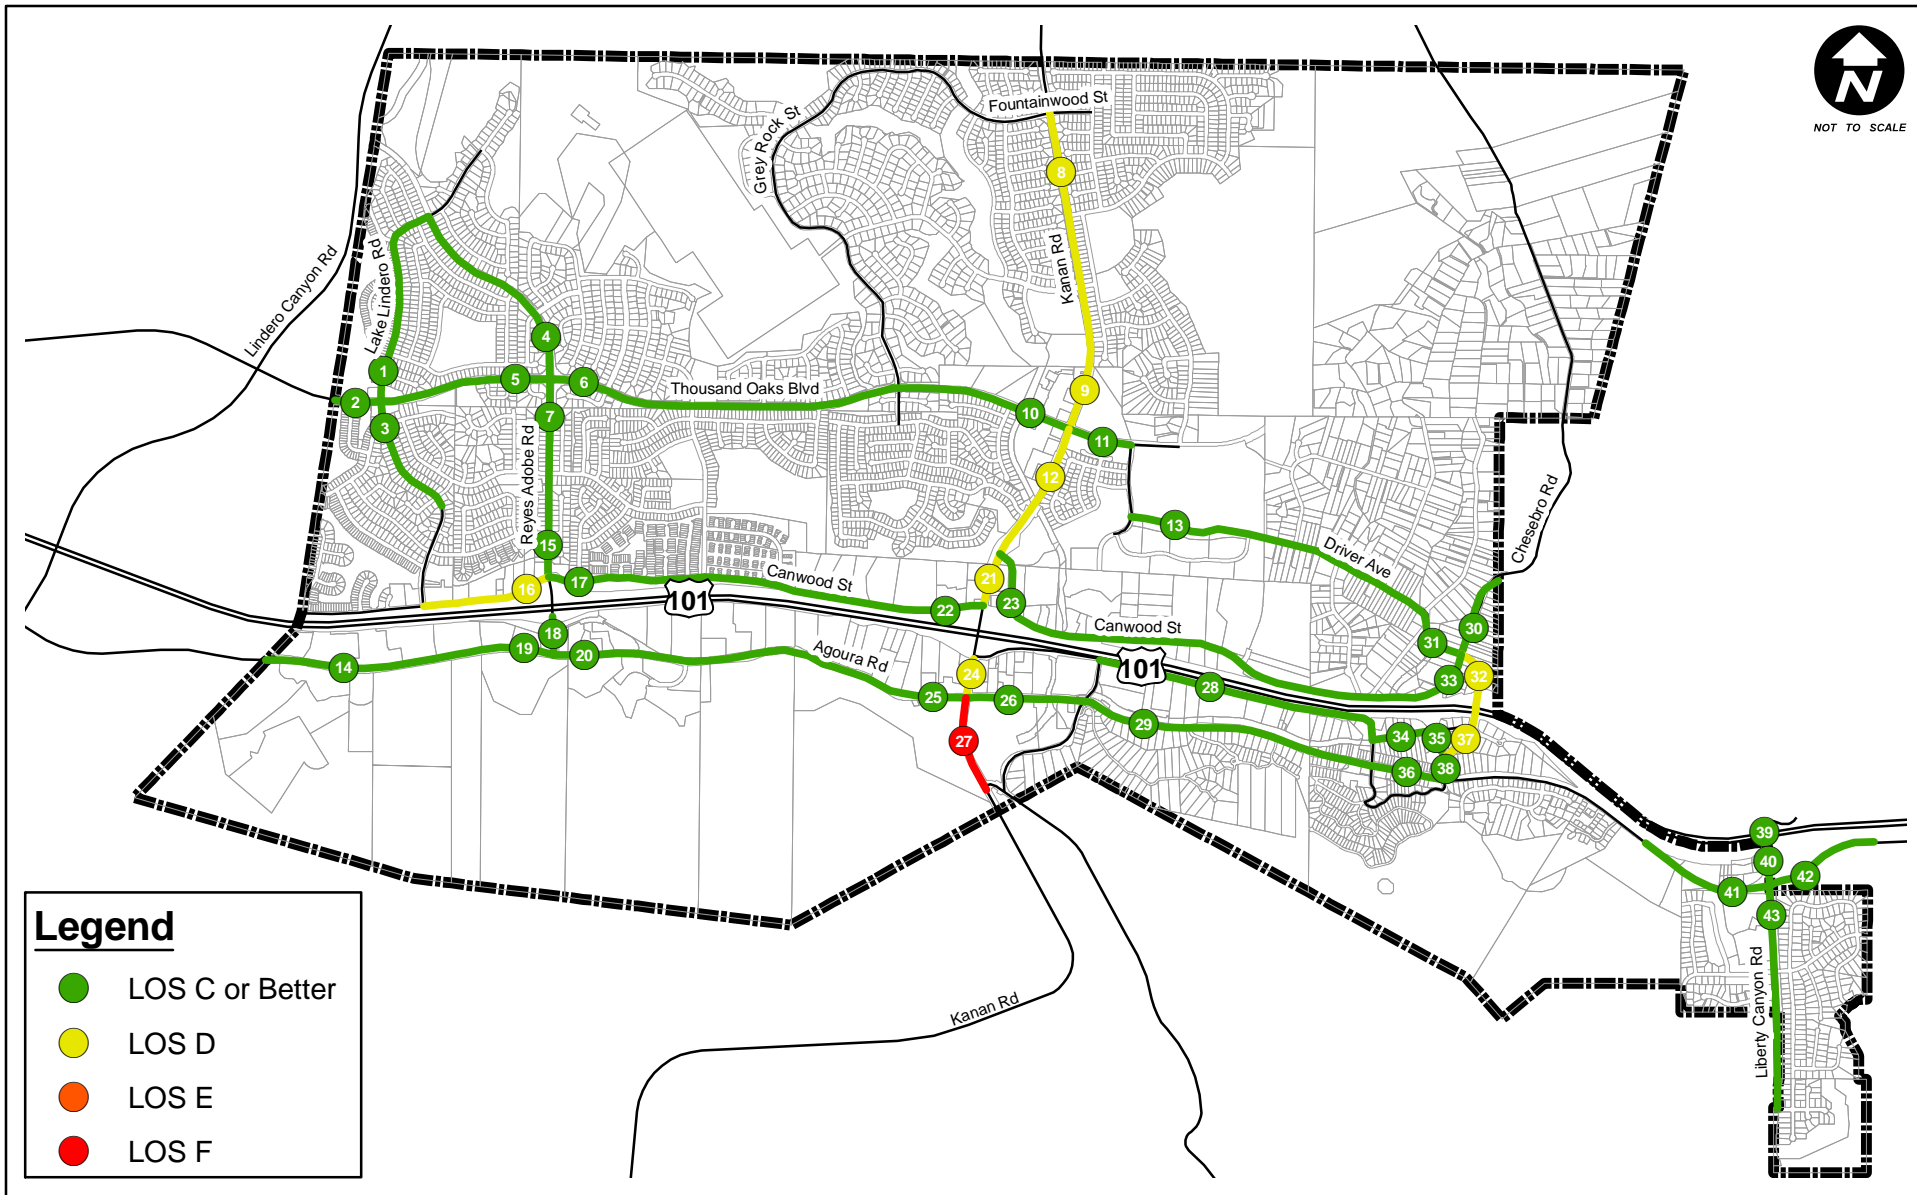 N
NOT TO SCALE
Fountainwood St
Grey Rock St
8
Kanan Rd
Lindero Canyon Rd
Lake Lindero Rd
4
1
5
6
Thousand Oaks Blvd
9
2
10
7
3
11
Reyes Adobe Rd
12
Chesebro Rd
13
15
Driver Ave
16
17
Canwood St
21
101
22
23
18
Canwood St
30
19
31
20
14
Agoura Rd
101
24
32
33
28
25
26
29
27
34
35
37
36
38
39
40
41
42
43
Liberty Canyon Rd
Kanan Rd
Legend
LOS C or Better
LOS D
LOS E
LOS F